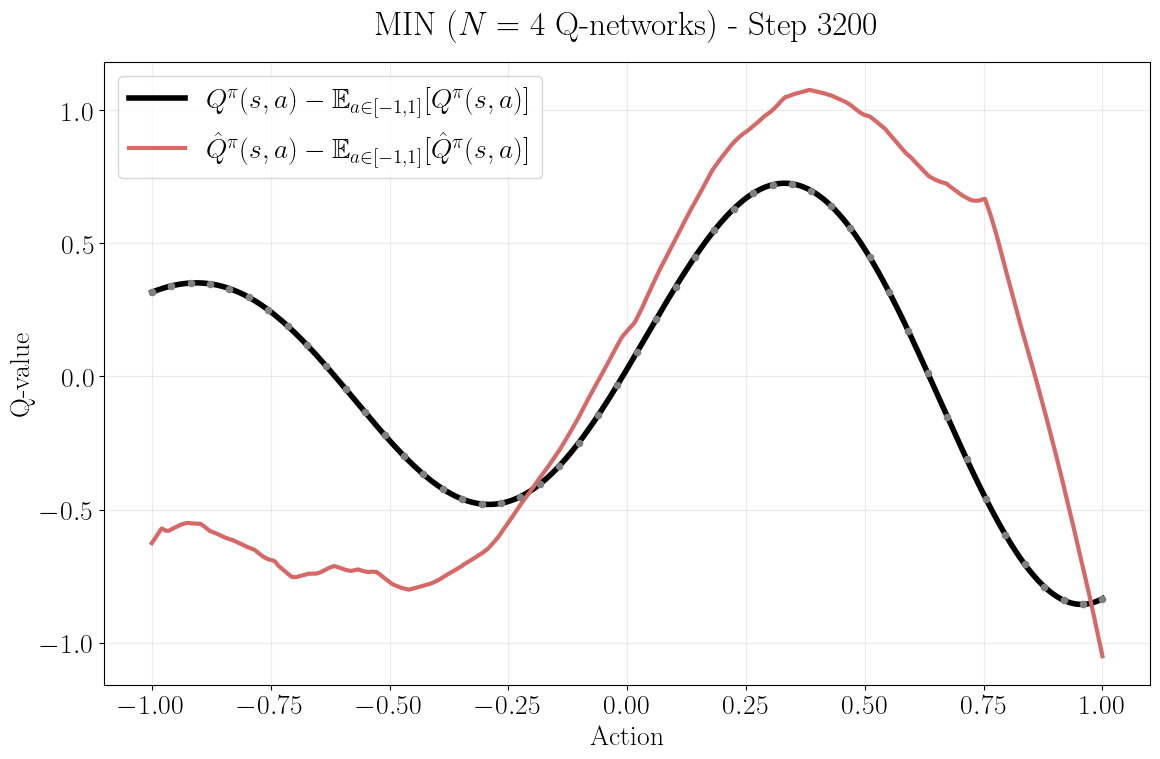 MIN (N = 4 Q-networks) - Step 3200
Q^π(s, a) − 𝔼_{a∈[−1,1]}[Q^π(s, a)]
Q̂^π(s, a) − 𝔼_{a∈[−1,1]}[Q̂^π(s, a)]
Q-value
1.0
0.5
0.0
−0.5
−1.0
−1.00 −0.75 −0.50 −0.25 0.00 0.25 0.50 0.75 1.00
Action